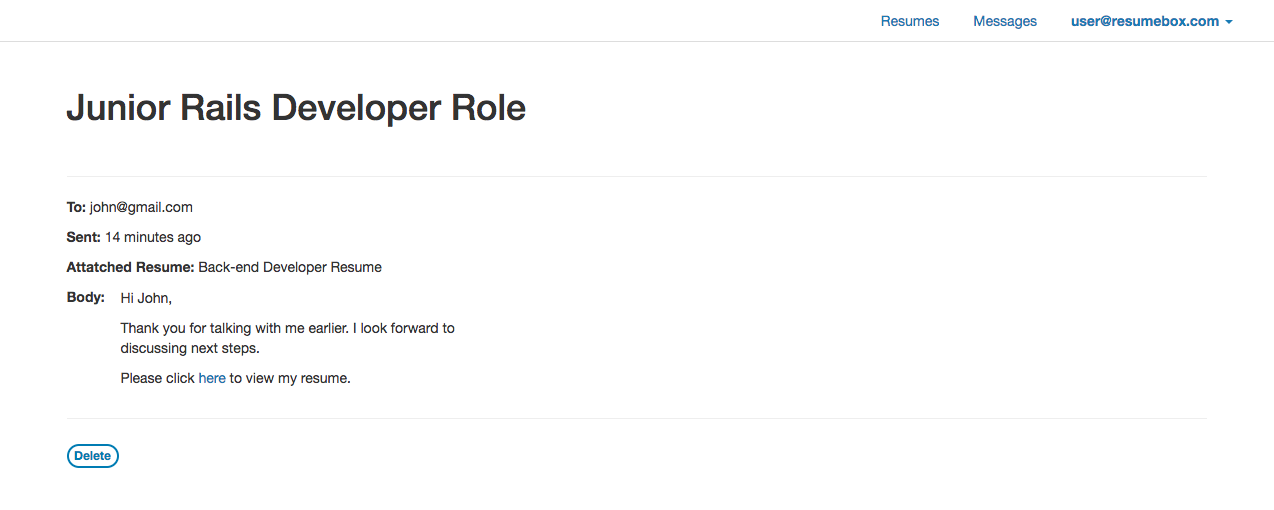 Resumes Messages user@resumebox.com
Junior Rails Developer Role
To: john@gmail.com
Sent: 14 minutes ago
Attatched Resume: Back-end Developer Resume
Body: Hi John,
Thank you for talking with me earlier. I look forward to
discussing next steps.
Please click here to view my resume.
Delete